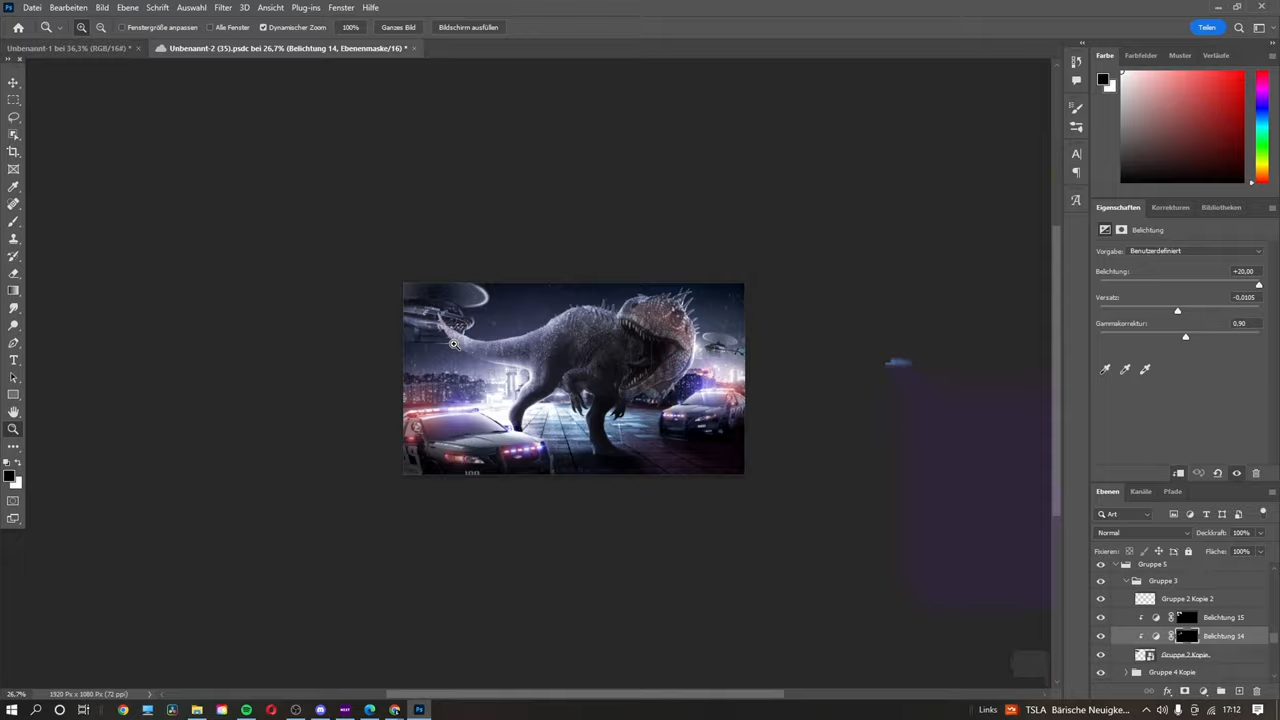 Ps Datei Bearbeiten Bild Ebene Schrift Auswahl Filter 3D Ansicht Plug-ins Fenster Hilfe
Fenstergröße anpassen Alle Fenster Dynamischer Zoom 100% Ganzes Bild Bildschirm ausfüllen Teilen
Unbenannt-1 bei 36,3% (RGB/16#) * × Unbenannt-2 (35).psdc bei 26,7% (Belichtung 14, Ebenenmaske/16) * ×
Farbe Farbfelder Muster Verläufe
Eigenschaften Korrekturen Bibliotheken
Belichtung
Vorgabe: Benutzerdefiniert
Belichtung: +20,00
Versatz: -0,0105
Gammakorrektur: 0,90
Ebenen Kanäle Pfade
Art
Normal Deckkraft: 100%
Fixieren: Fläche: 100%
Gruppe 5
Gruppe 3
Gruppe 2 Kopie 2
Belichtung 15
Belichtung 14
Gruppe 2 Kopie
Gruppe 4 Kopie
26,7% 1920 Px x 1080 Px (72 ppi)
Links TSLA Bärische Neuigke... 17:12